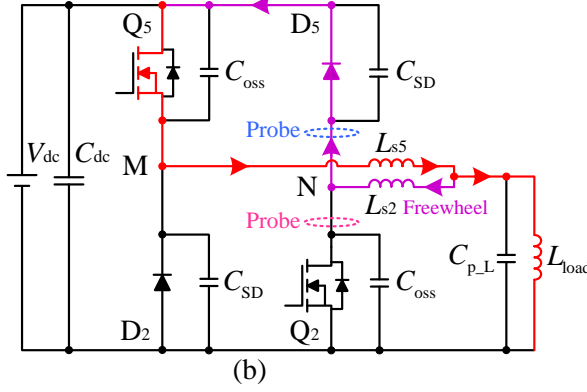 Q5
D5
Coss
CSD
Probe
Vdc
Cdc
M
Ls5
N
Ls2 Freewheel
Probe
Cp_L
Lload
CSD
Coss
D2
Q2
(b)